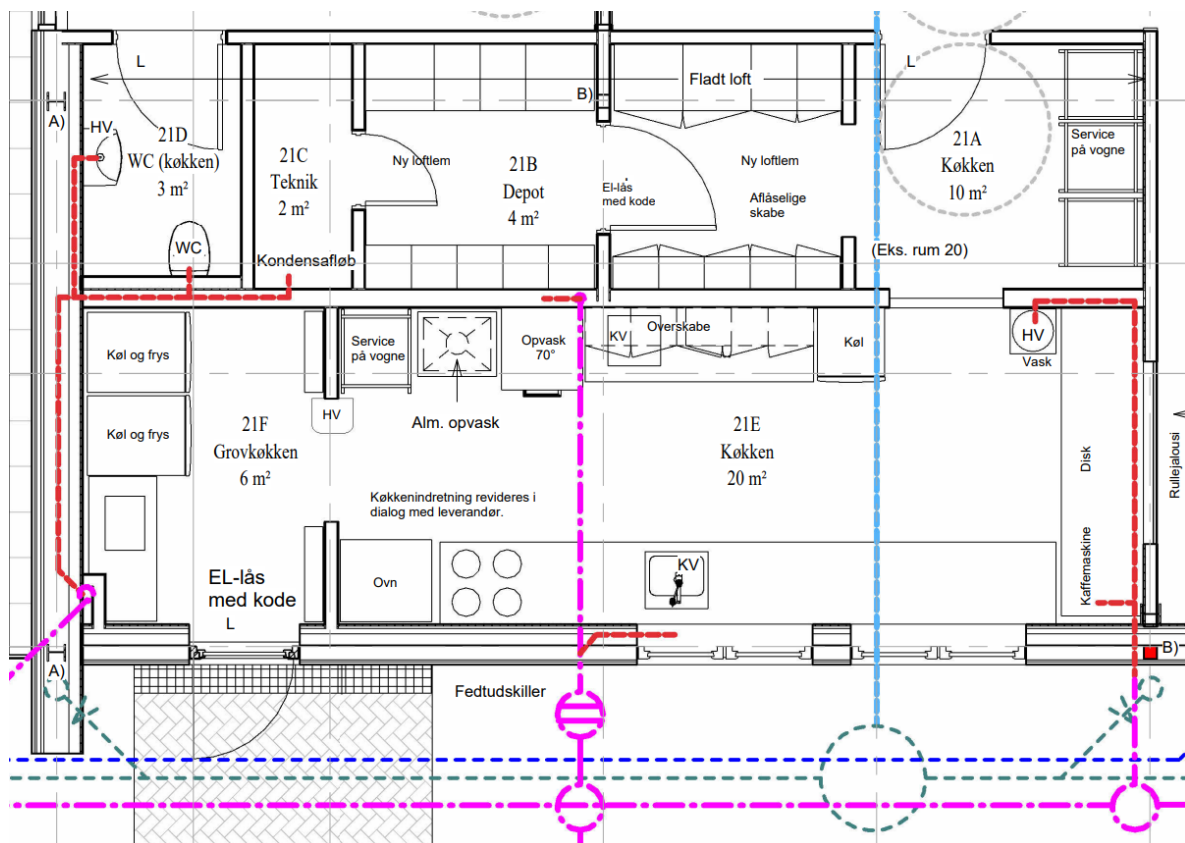 L
Fladt loft
L
A)
B)
HV
21D
WC (køkken)
3 m²
21C
Teknik
2 m²
Ny loftlem
21B
Depot
4 m²
El-lås
med kode
Ny loftlem
Aflåselige
skabe
21A
Køkken
10 m²
Service
på vogne
WC
Kondensafløb
(Eks. rum 20)
Køl og frys
Service
på vogne
Opvask
70°
KV
Overskabe
Køl
HV
Vask
Køl og frys
HV
Alm. opvask
21F
Grovkøkken
6 m²
21E
Køkken
20 m²
Køkkenindretning revideres i
dialog med leverandør.
Disk
Rullejalousi
Kaffemaskine
EL-lås
med kode
L
Ovn
KV
A)
B)
Fedtudskiller